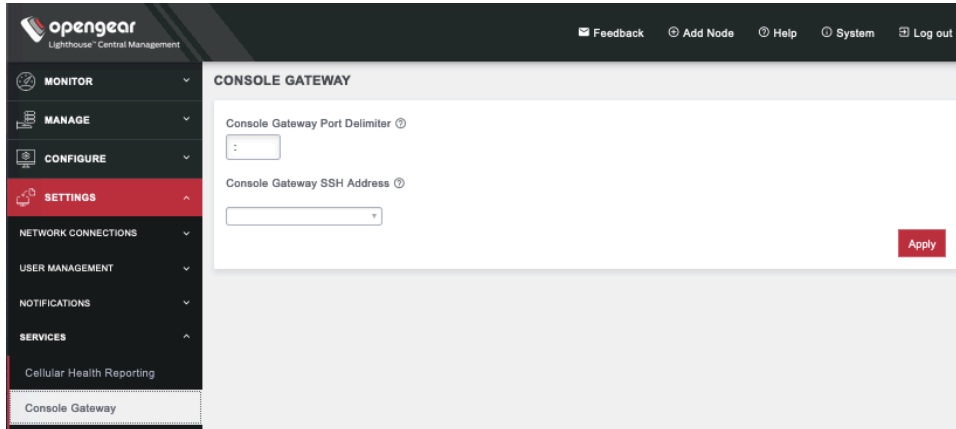 opengear
Lighthouse™ Central Management
Feedback
Add Node
Help
System
Log out
MONITOR
MANAGE
CONFIGURE
SETTINGS
NETWORK CONNECTIONS
USER MANAGEMENT
NOTIFICATIONS
SERVICES
Cellular Health Reporting
Console Gateway
CONSOLE GATEWAY
Console Gateway Port Delimiter
:
Console Gateway SSH Address
Apply